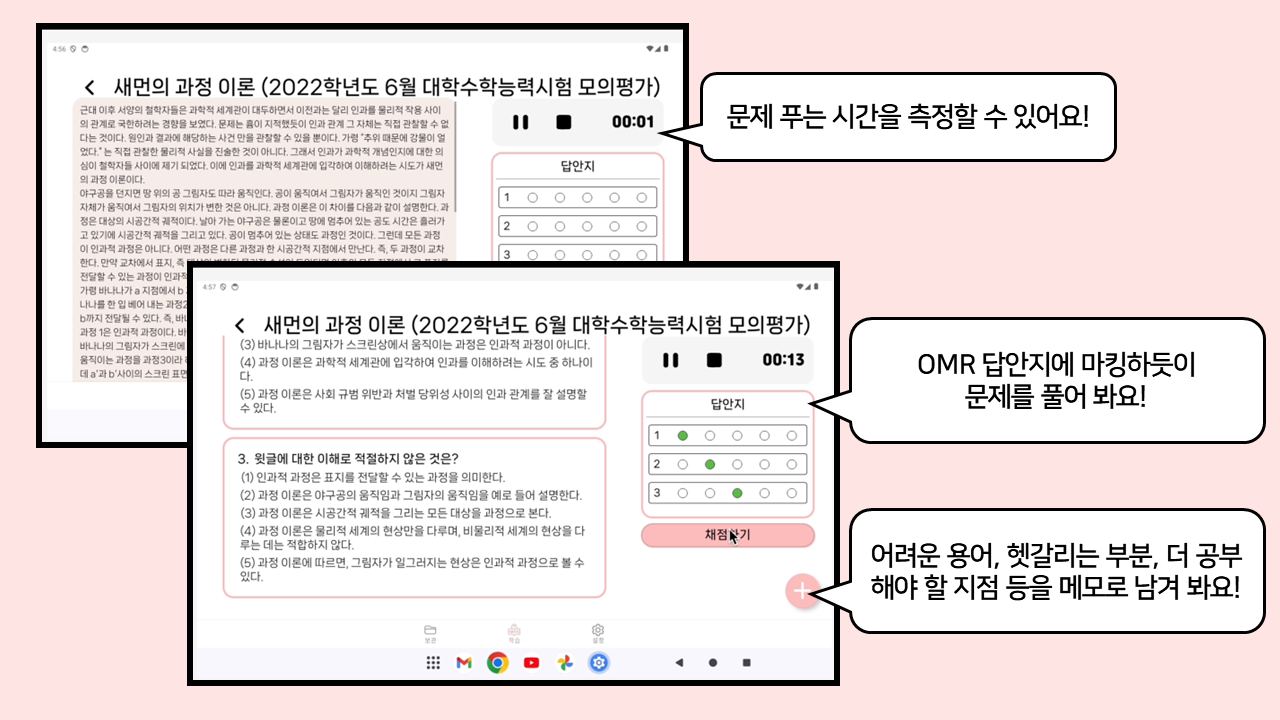 4:56
새먼의 과정 이론 (2022학년도 6월 대학수학능력시험 모의평가)
근대 이후 서양의 철학자들은 과학적 세계관이 대두하면서 이전과는 달리 인과를 물리적 작용 사이
의 관계로 국한하려는 경향을 보였다. 문제는 흄이 지적했듯이 인과 관계 그 자체는 직접 관찰할 수 없
다는 것이다. 원인과 결과에 해당하는 사건 만을 관찰할 수 있을 뿐이다. 가령 "추위 때문에 강물이 얼
었다." 는 직접 관찰한 물리적 사실을 진술한 것이 아니다. 그래서 인과가 과학적 개념인지에 대한 의
심이 철학자들 사이에 제기 되었다. 이에 인과를 과학적 세계관에 입각하여 이해하려는 시도가 새먼
의 과정 이론이다.
야구공을 던지면 땅 위의 공 그림자도 따라 움직인다. 공이 움직여서 그림자가 움직인 것이지 그림자
자체가 움직여서 그림자의 위치가 변한 것은 아니다. 과정 이론은 이 차이를 다음과 같이 설명한다. 과
정은 대상의 시공간적 궤적이다. 날아 가는 야구공은 물론이고 땅에 멈추어 있는 공도 시간은 흘러가
고 있기에 시공간적 궤적을 그리고 있다. 공이 멈추어 있는 상태도 과정인 것이다. 그런데 모든 과정
이 인과적 과정은 아니다. 어떤 과정은 다른 과정과 한 시공간적 지점에서 만난다. 즉, 두 과정이 교차
한다. 만약 교차에서 표지, 즉
전달할 수 있는 과정이 인과적
가령 바나나가 a 지점에서 b
나나를 한 입 베어 내는 과정2
b까지 전달될 수 있다. 즉, 바나
과정 1은 인과적 과정이다. 바
바나나의 그림자가 스크린에
움직이는 과정을 과정3이라
데 a'과 b'사이의 스크린 표면
00:01
답안지
1
2
3
문제 푸는 시간을 측정할 수 있어요!
4:57
새먼의 과정 이론 (2022학년도 6월 대학수학능력시험 모의평가)
(3) 바나나의 그림자가 스크린상에서 움직이는 과정은 인과적 과정이 아니다.
(4) 과정 이론은 과학적 세계관에 입각하여 인과를 이해하려는 시도 중 하나이
다.
(5) 과정 이론은 사회 규범 위반과 처벌 당위성 사이의 인과 관계를 잘 설명할
수 있다.
3. 윗글에 대한 이해로 적절하지 않은 것은?
(1) 인과적 과정은 표지를 전달할 수 있는 과정을 의미한다.
(2) 과정 이론은 야구공의 움직임과 그림자의 움직임을 예로 들어 설명한다.
(3) 과정 이론은 시공간적 궤적을 그리는 모든 대상을 과정으로 본다.
(4) 과정 이론은 물리적 세계의 현상만을 다루며, 비물리적 세계의 현상을 다
루는 데는 적합하지 않다.
(5) 과정 이론에 따르면, 그림자가 일그러지는 현상은 인과적 과정으로 볼 수
있다.
00:13
답안지
1
2
3
채점하기
보관
학습
설정
OMR 답안지에 마킹하듯이
문제를 풀어 봐요!
어려운 용어, 헷갈리는 부분, 더 공부
해야 할 지점 등을 메모로 남겨 봐요!